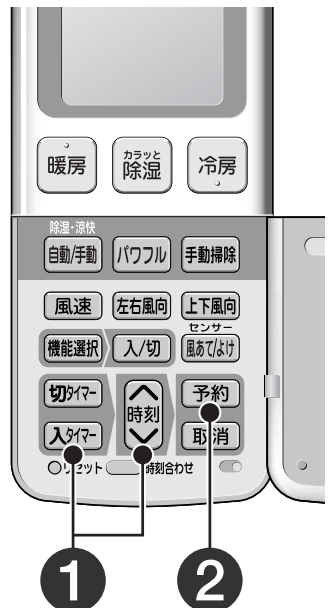 暖房
カラッと
除湿
冷房
除湿・涼快
自動/手動
パワフル
手動掃除
風速
左右風向
上下風向
センサー
機能選択
入/切
風あて/よけ
切タイマー
時刻
予約
入タイマー
取消
リセット
時刻合わせ
1
2